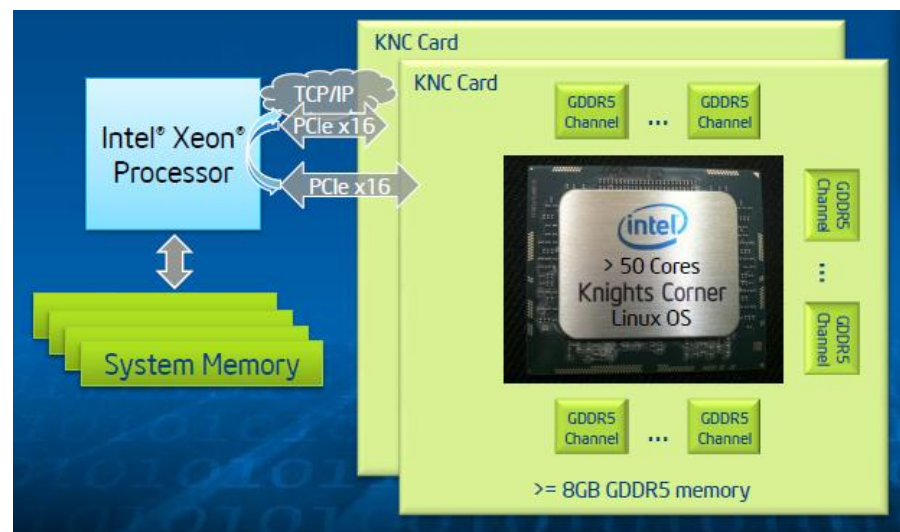 KNC Card
KNC Card
TCP/IP
PCIe x16
PCIe x16
Intel® Xeon®
Processor
System Memory
GDDR5
Channel
...
GDDR5
Channel
GDDR5
Channel
...
GDDR5
Channel
intel
> 50 Cores
Knights Corner
Linux OS
GDDR5
Channel
...
GDDR5
Channel
>= 8GB GDDR5 memory